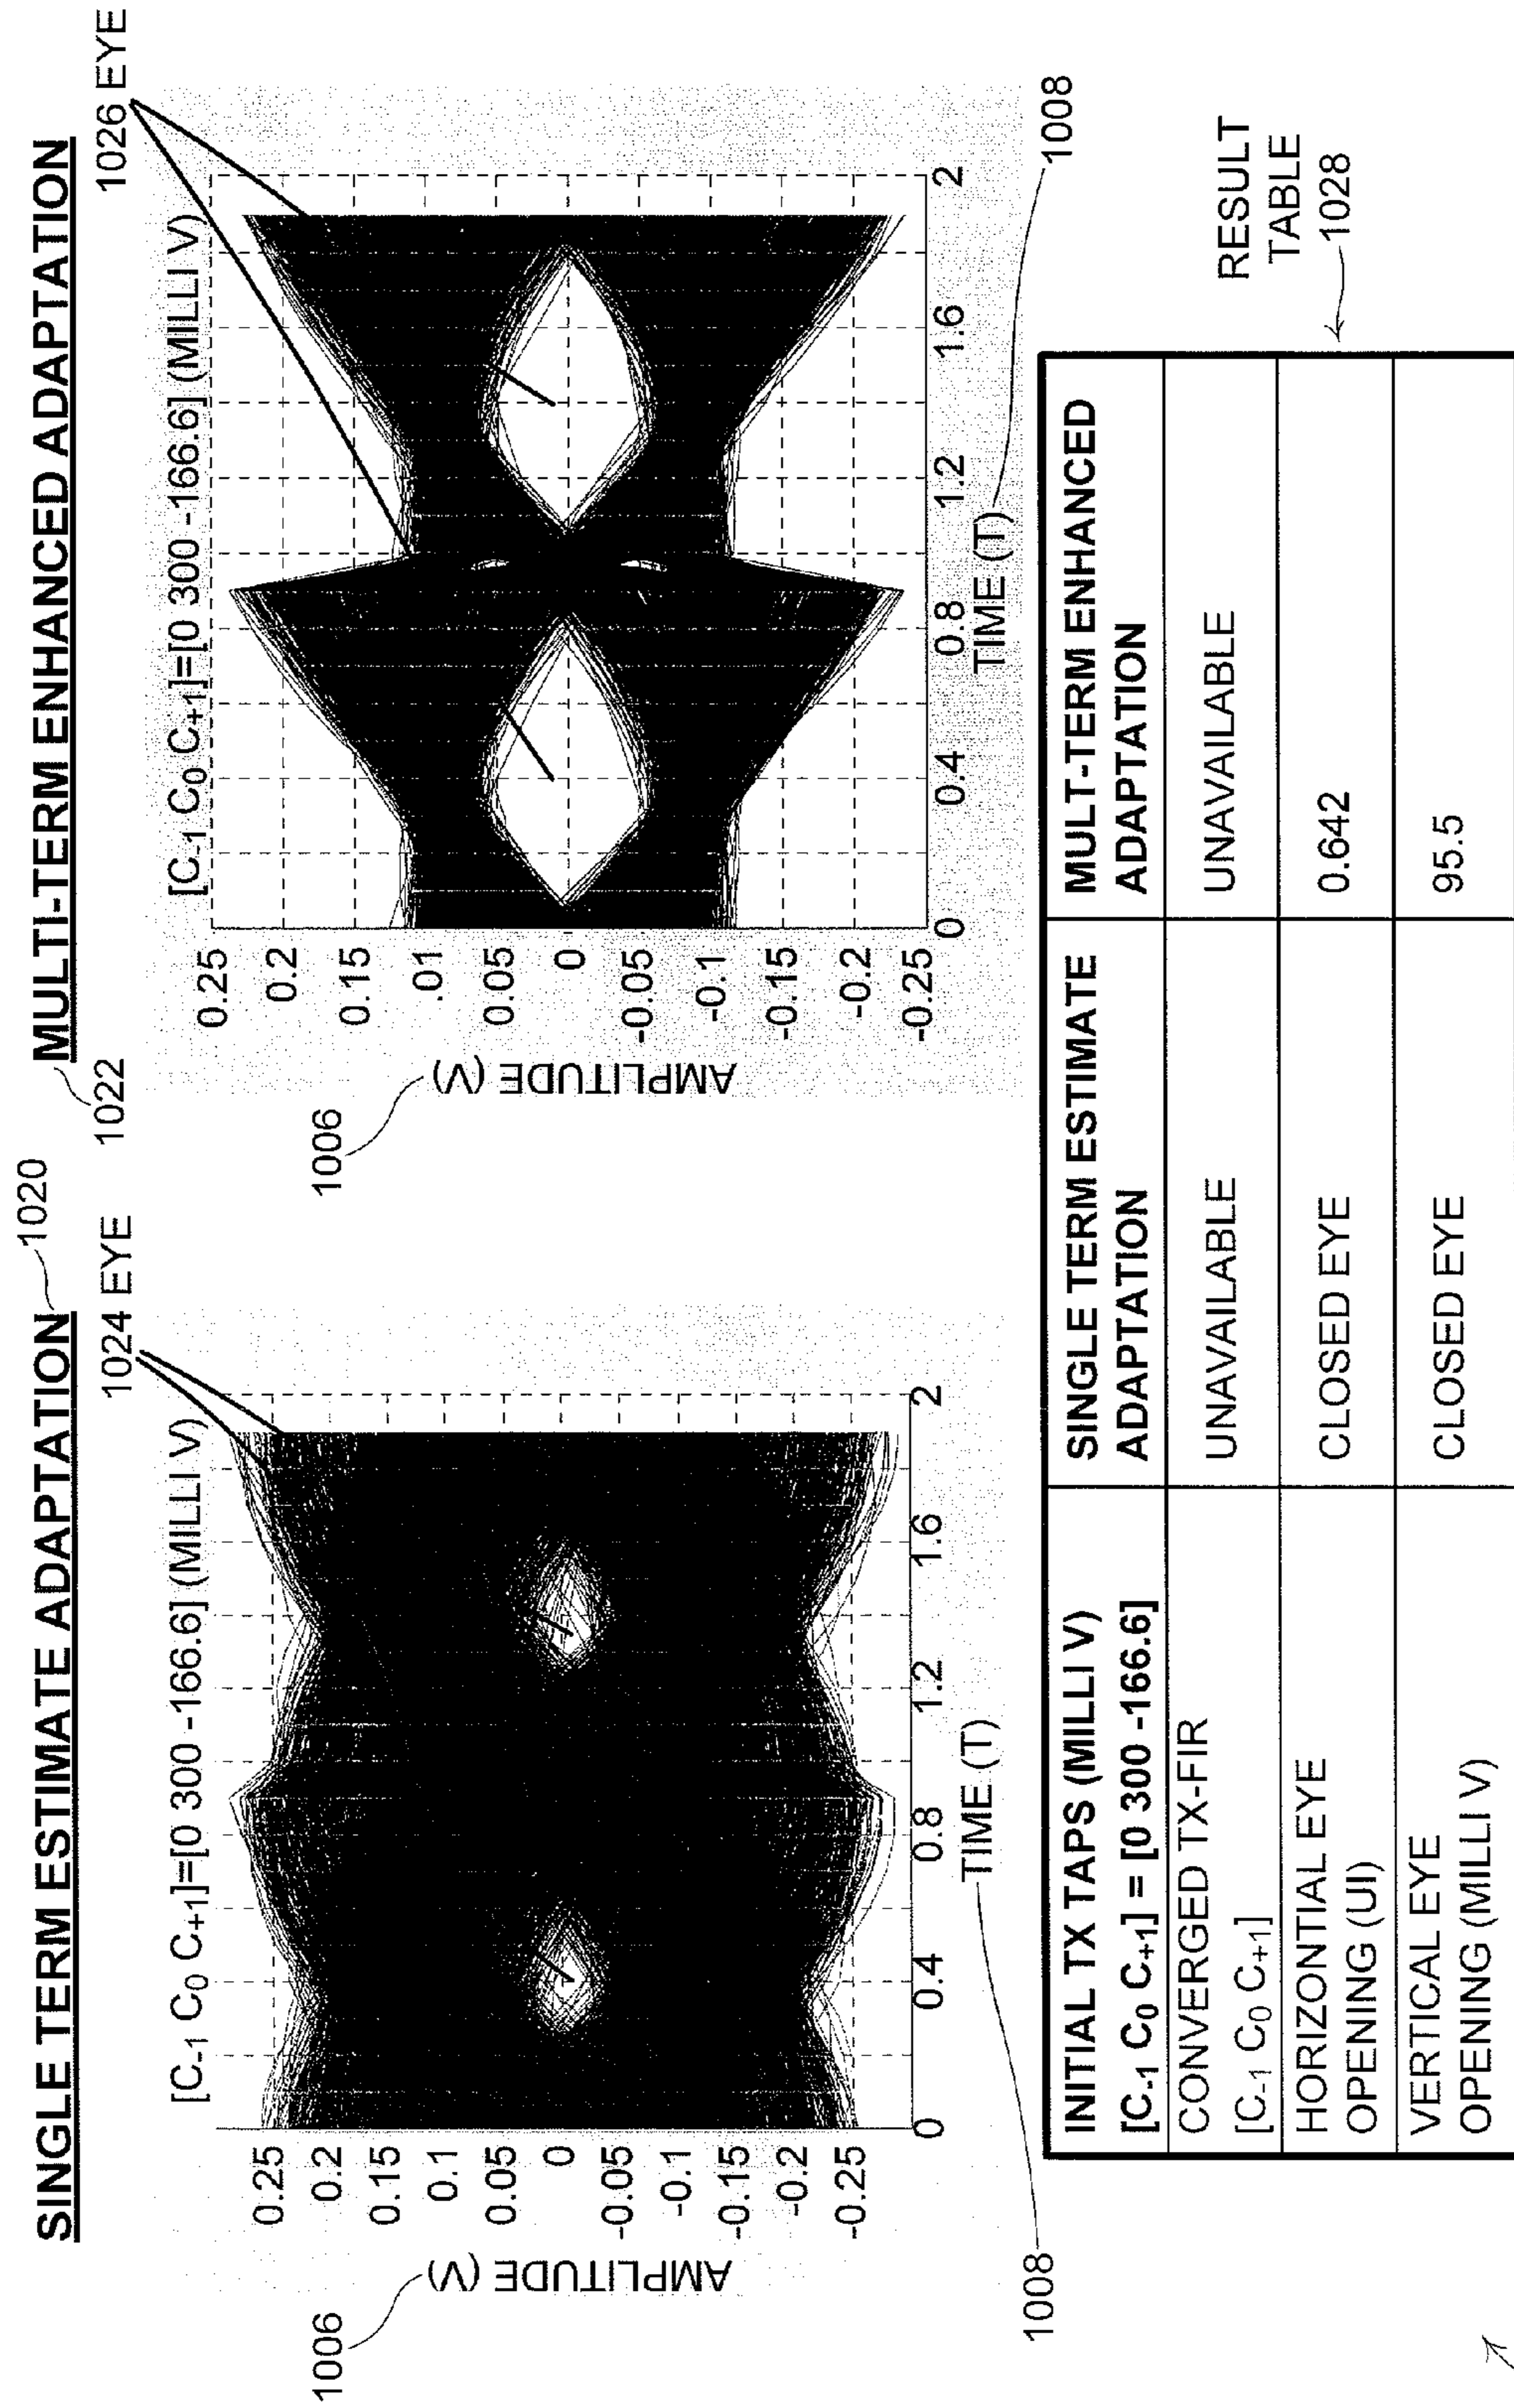 SINGLE TERM ESTIMATE ADAPTATION
1020
1024 EYE
[C-1 C0 C+1]=[0 300 -166.6] (MILLI V)
0.25
0.2
0.15
0.1
0.05
0
-0.05
-0.1
-0.15
-0.2
-0.25
AMPLITUDE (V)
1006
0 0.4 0.8 1.2 1.6 2
TIME (T)
1008
MULTI-TERM ENHANCED ADAPTATION
1022
1026 EYE
[C-1 C0 C+1]=[0 300 -166.6] (MILLI V)
0.25
0.2
0.15
.01
0.05
0
-0.05
-0.1
-0.15
-0.2
-0.25
AMPLITUDE (V)
1006
0 0.4 0.8 1.2 1.6 2
TIME (T)
1008
INITIAL TX TAPS (MILLI V)
[C-1 C0 C+1] = [0 300 -166.6]
SINGLE TERM ESTIMATE
ADAPTATION
MULT-TERM ENHANCED
ADAPTATION
CONVERGED TX-FIR
[C-1 C0 C+1]
UNAVAILABLE
UNAVAILABLE
HORIZONTIAL EYE
OPENING (UI)
CLOSED EYE
0.642
VERTICAL EYE
OPENING (MILLI V)
CLOSED EYE
95.5
RESULT
TABLE
1028